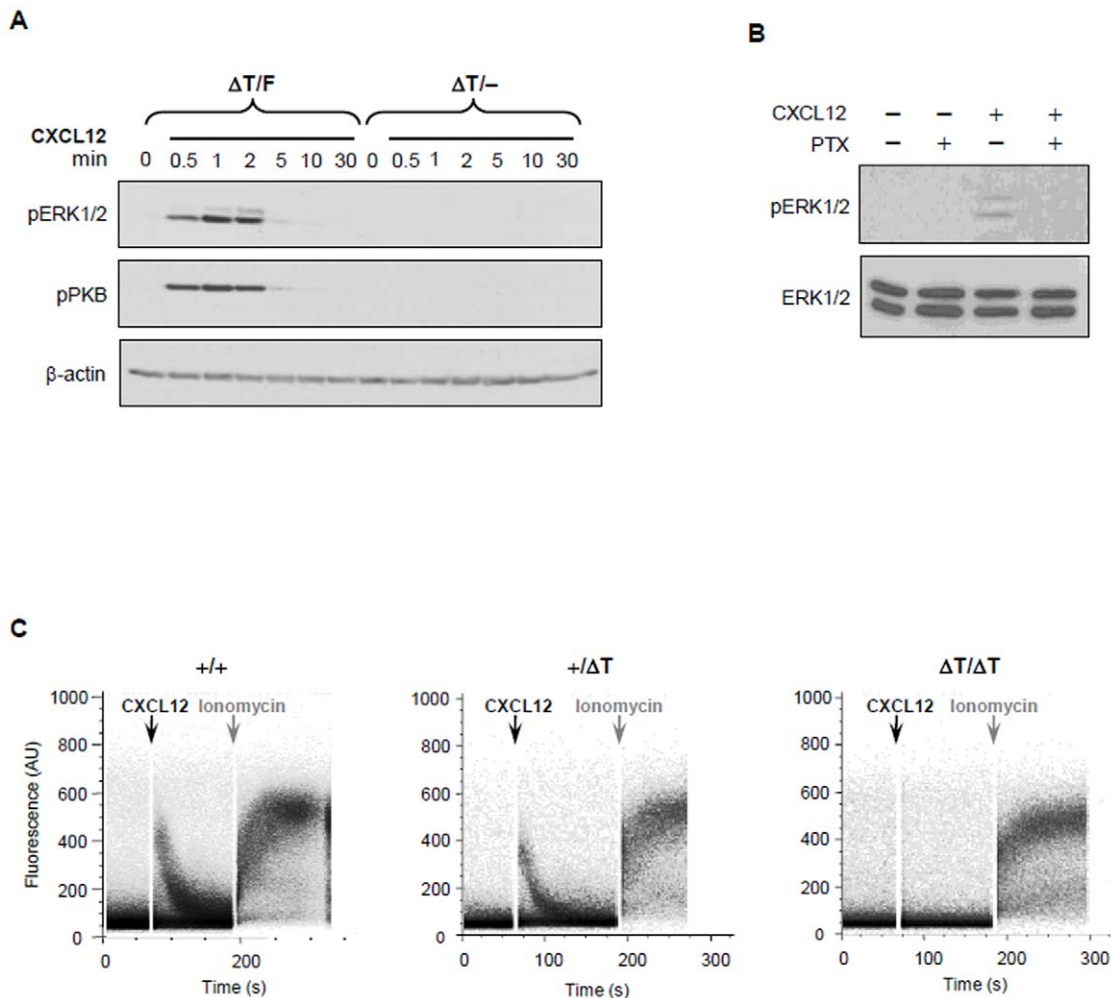 A
ΔT/F ΔT/–
CXCL12
min 0 0.5 1 2 5 10 30 0 0.5 1 2 5 10 30
pERK1/2
pPKB
β-actin
B
CXCL12 – – + +
PTX – + – +
pERK1/2
ERK1/2
C
+/+
1000
800
600
400
200
0
Fluorescence (AU)
CXCL12 Ionomycin
0 200
Time (s)
+/ΔT
1000
800
600
400
200
0
CXCL12 Ionomycin
0 100 200 300
Time (s)
ΔT/ΔT
1000
800
600
400
200
0
CXCL12 Ionomycin
0 100 200 300
Time (s)